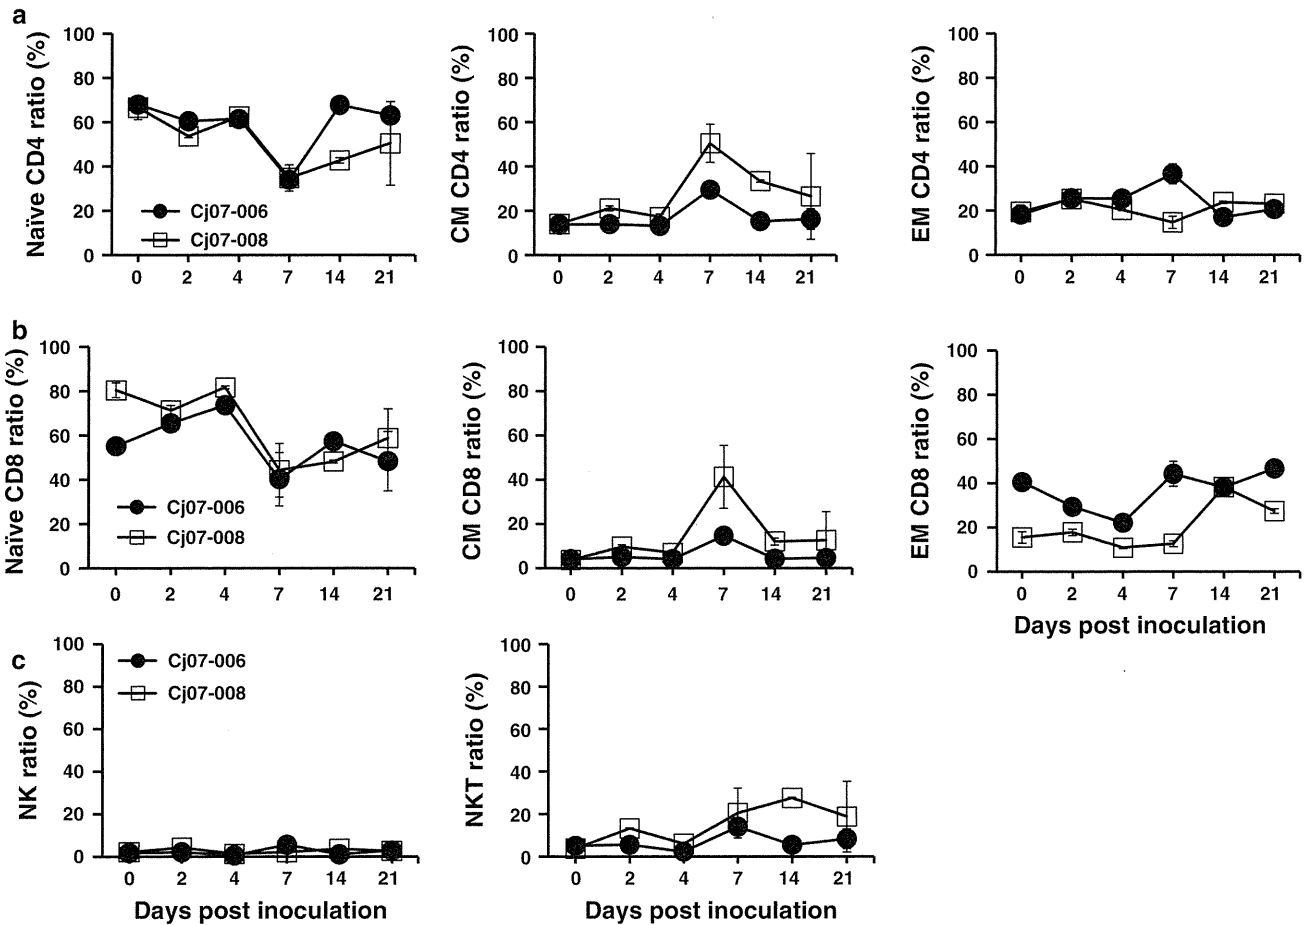 a
Naïve CD4 ratio (%)
100
80
60
40
20
0
Cj07-006
Cj07-008
0 2 4 7 14 21
CM CD4 ratio (%)
100
80
60
40
20
0
0 2 4 7 14 21
EM CD4 ratio (%)
100
80
60
40
20
0
0 2 4 7 14 21
b
Naïve CD8 ratio (%)
100
80
60
40
20
0
Cj07-006
Cj07-008
0 2 4 7 14 21
CM CD8 ratio (%)
100
80
60
40
20
0
0 2 4 7 14 21
EM CD8 ratio (%)
100
80
60
40
20
0
0 2 4 7 14 21
Days post inoculation
c
NK ratio (%)
100
80
60
40
20
0
Cj07-006
Cj07-008
0 2 4 7 14 21
Days post inoculation
NKT ratio (%)
100
80
60
40
20
0
0 2 4 7 14 21
Days post inoculation